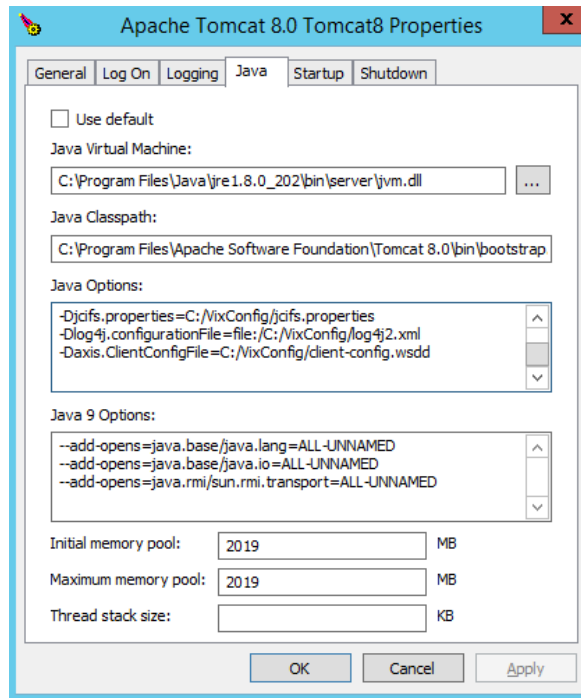 Apache Tomcat 8.0 Tomcat8 Properties
x
General Log On Logging Java Startup Shutdown
Use default
Java Virtual Machine:
C:\Program Files\Java\jre1.8.0_202\bin\server\jvm.dll ...
Java Classpath:
C:\Program Files\Apache Software Foundation\Tomcat 8.0\bin\bootstrap
Java Options:
-Djcifs.properties=C:/VixConfig/jcifs.properties
-Dlog4j.configurationFile=file:/C:/VixConfig/log4j2.xml
-Daxis.ClientConfigFile=C:/VixConfig/client-config.wsdd
Java 9 Options:
--add-opens=java.base/java.lang=ALL-UNNAMED
--add-opens=java.base/java.io=ALL-UNNAMED
--add-opens=java.rmi/sun.rmi.transport=ALL-UNNAMED
Initial memory pool: 2019 MB
Maximum memory pool: 2019 MB
Thread stack size: KB
OK Cancel Apply